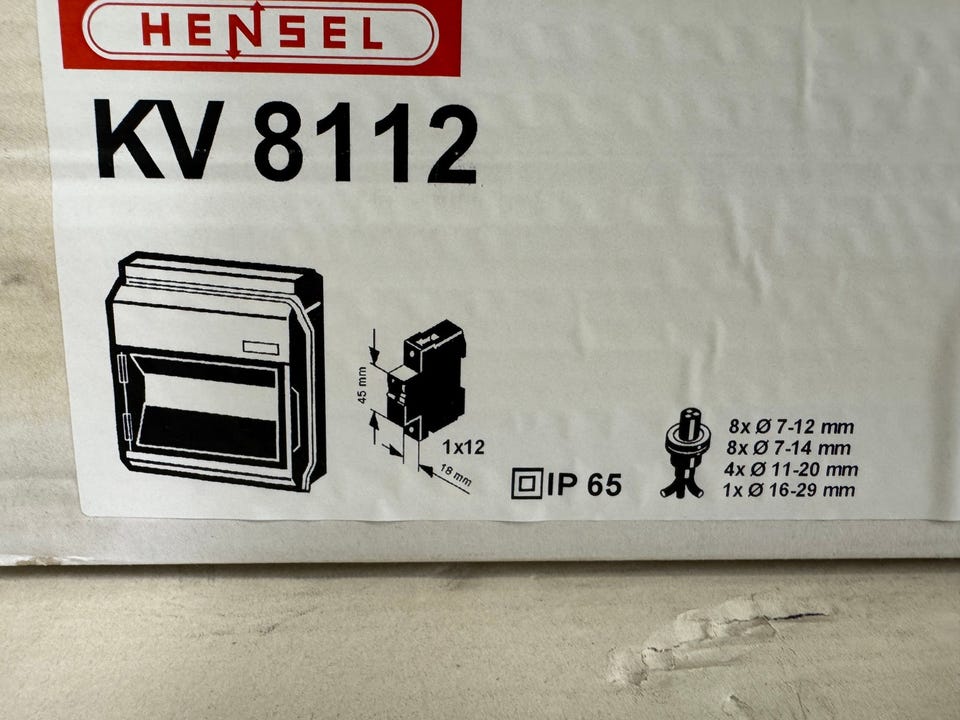 HENSEL
KV 8112
45 mm
1x12
18 mm
IP 65
8x Ø 7-12 mm
8x Ø 7-14 mm
4x Ø 11-20 mm
1x Ø 16-29 mm